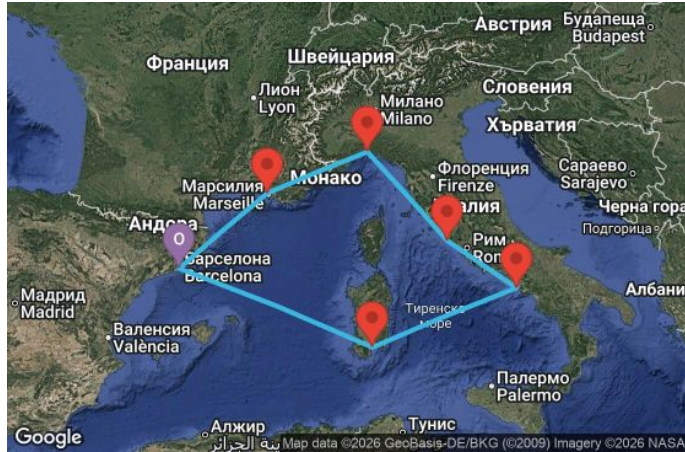 Австрия
Будапеща
Budapest
Франция
Швейцария
Лион
Lyon
Милано
Milano
Словения
Хърватия
Марсилия
Marseille
Монако
Флоренция
Firenze
Сараево
Sarajevo
Андора
Черна гора
Подгорица
O
Барселона
Barcelona
Рим
Мадрид
Madrid
Валенсия
València
Тиренско
море
Палермо
Palermo
Алжир
Тунис
Google
Map data ©2026 GeoBasis-DE/BKG (©2009) Imagery ©2026 NASA